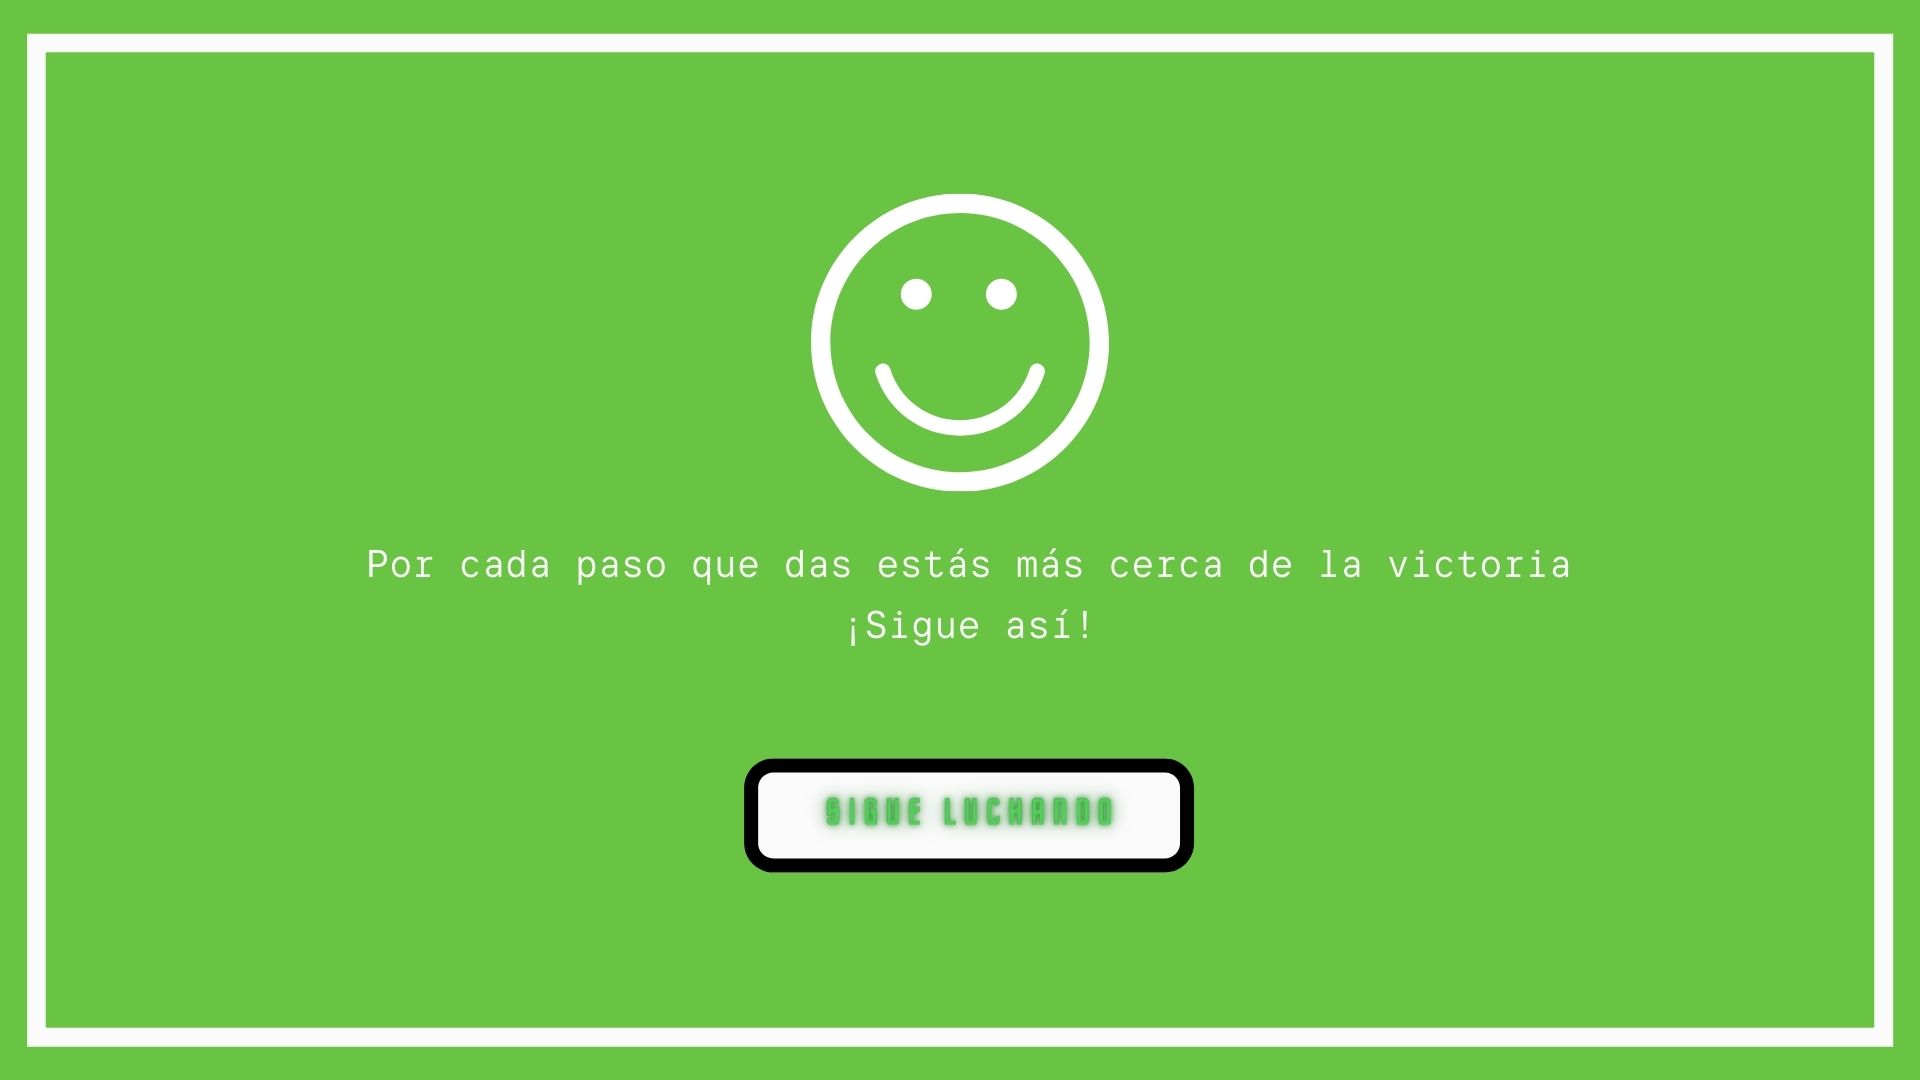 Por cada paso que das estás más cerca de la victoria
¡Sigue así!
SIGUE LUCHANDO